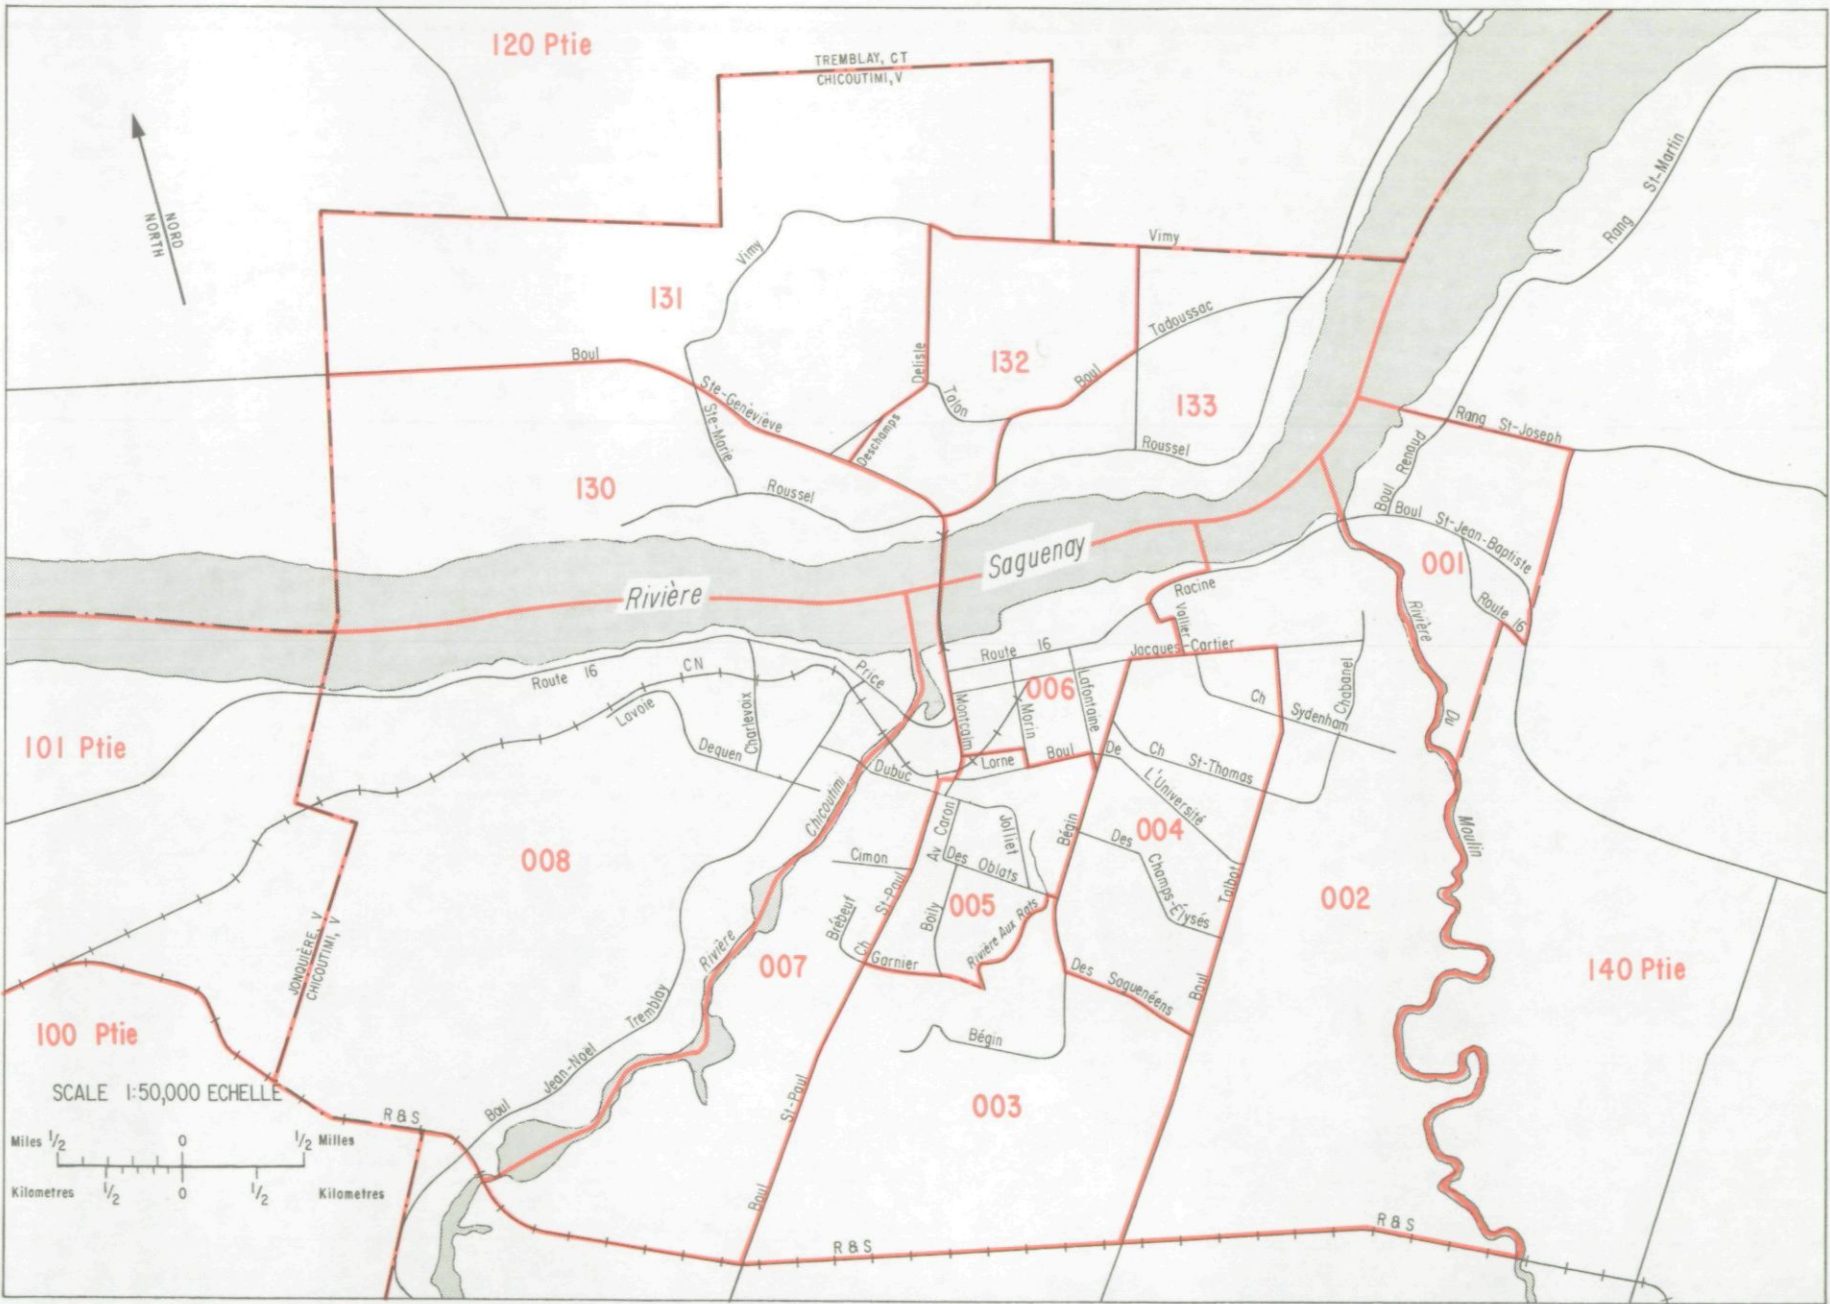 120 Ptie
TREMBLAY, CT
CHICOUTIMI, V
NORD
NORTH
St-Martin
Rang
Vimy
Vimy
131
Tadoussac
Delisle
132
Boul
Boul
Talon
133
Ste-Geneviève
Ste-Marie
Deschamps
Rang St-Joseph
Roussel
Renaud
Boul
130
Roussel
Boul
St-Jean-Baptiste
Saguenay
001
Rivière
Racine
Route 16
Rivière
Vallier
Route 16
Jacques-Cartier
CN
Price
Route 16
006
Lafontaine
Chabanel
Lavoie
Charlevoix
Montcalm
Morin
Ch Sydenham
Du
101 Ptie
Dequen
Boul
De
L'Université
Ch St-Thomas
Lorne
Dubuc
Chicoutimi
Av Caron
Jolliet
Bégin
004
Moulin
008
Cimon
Des Oblats
Des
Champs-Élysés
Talbot
St-Paul
002
005
Brébeuf
Boily
Rivière Aux Rats
JONQUIÈRE, V
CHICOUTIMI, V
Rivière
007
Ch Garnier
Des Saguenéens
Boul
140 Ptie
Tremblay
100 Ptie
Bégin
Jean-Noël
SCALE 1:50,000 ECHELLE
Boul
St-Paul
003
R & S
Miles 1/2 0 1/2 Milles
Kilometres 1/2 0 1/2 Kilometres
Boul
R & S
R & S